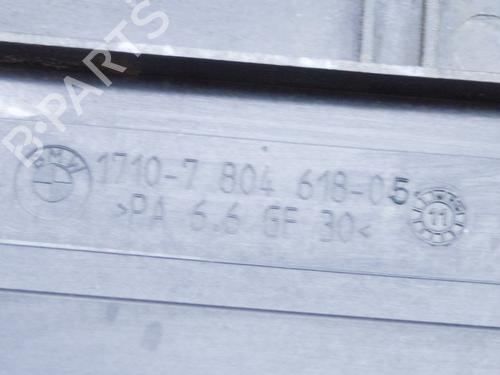 B-PARTS
BMW 1710-7 804 618-05 11
>PA 6.6 GF 30<